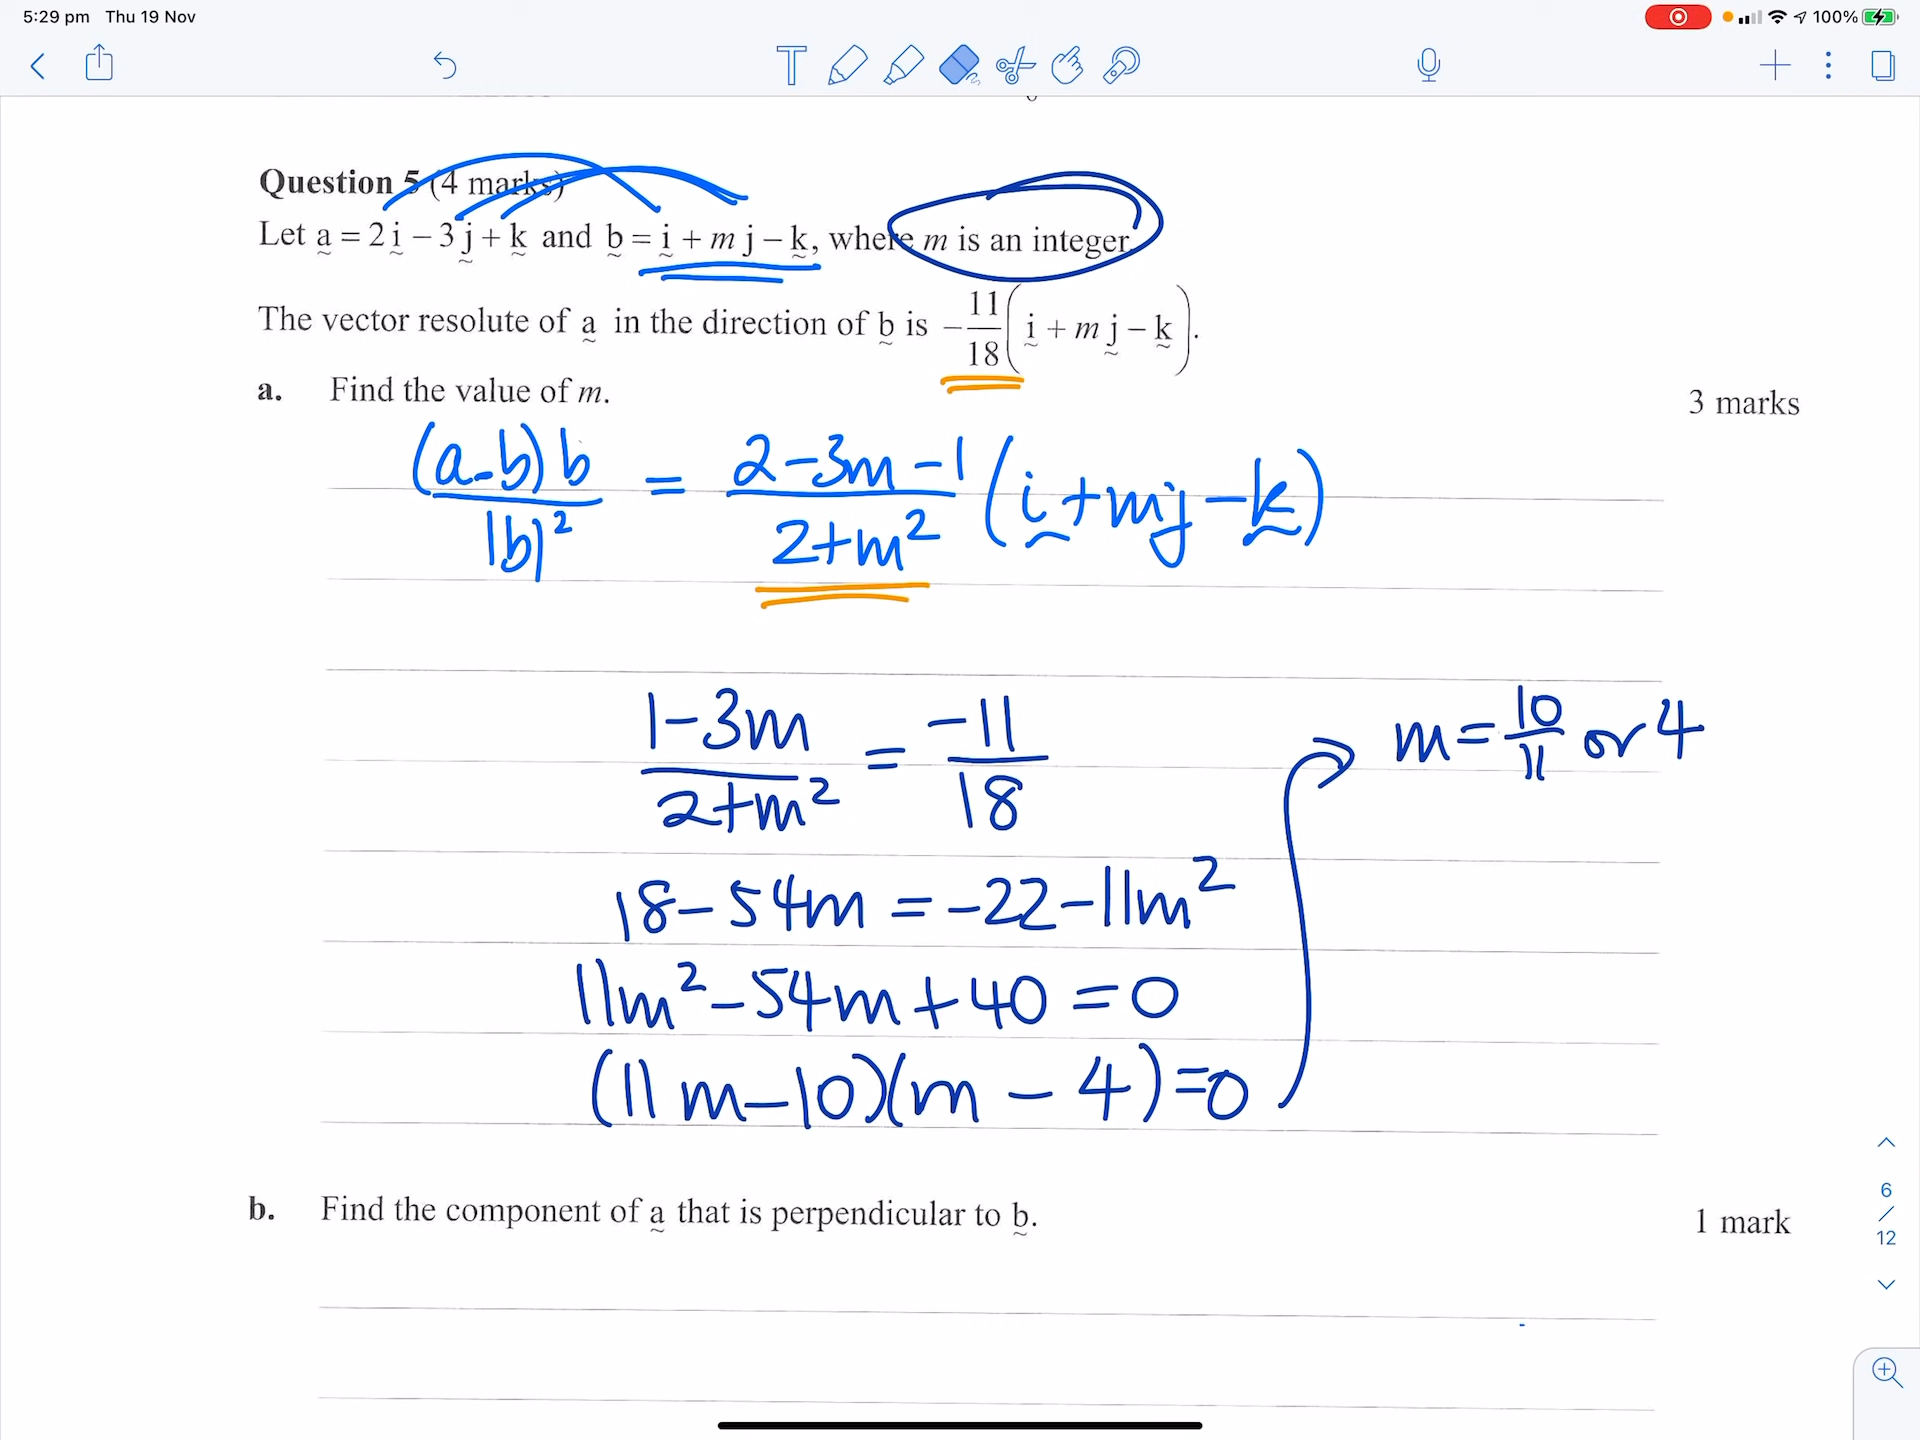 5:29 pm Thu 19 Nov 100%
Question 5 (4 marks)
Let a = 2i − 3j + k and b = i + mj − k, where m is an integer.
The vector resolute of a in the direction of b is −11/18 (i + mj − k).
a. Find the value of m. 3 marks
(a.b)b / |b|² = (2−3m−1)/(2+m²) (i+mj−k)
(1−3m)/(2+m²) = −11/18
m = 10/11 or 4
18−54m = −22−11m²
11m²−54m+40 = 0
(11m−10)(m−4)=0
b. Find the component of a that is perpendicular to b. 1 mark
6
/
12